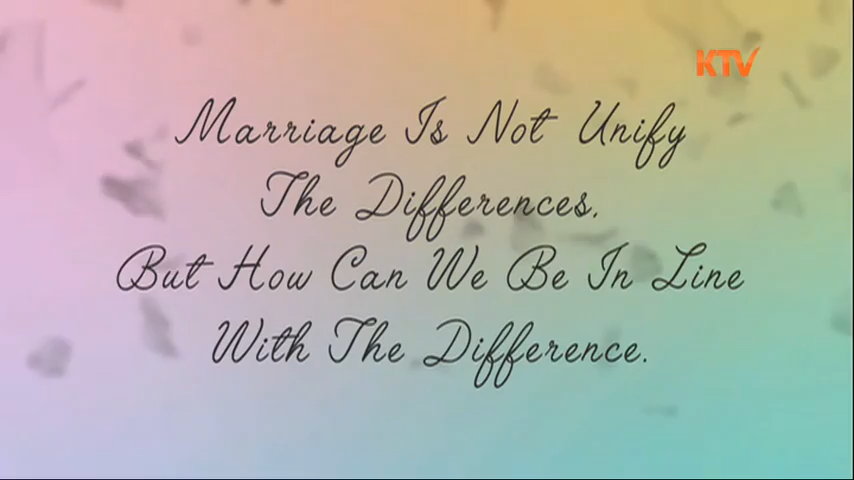 KTV
Marriage Is Not Unify
The Differences,
But How Can We Be In Line
With The Difference.